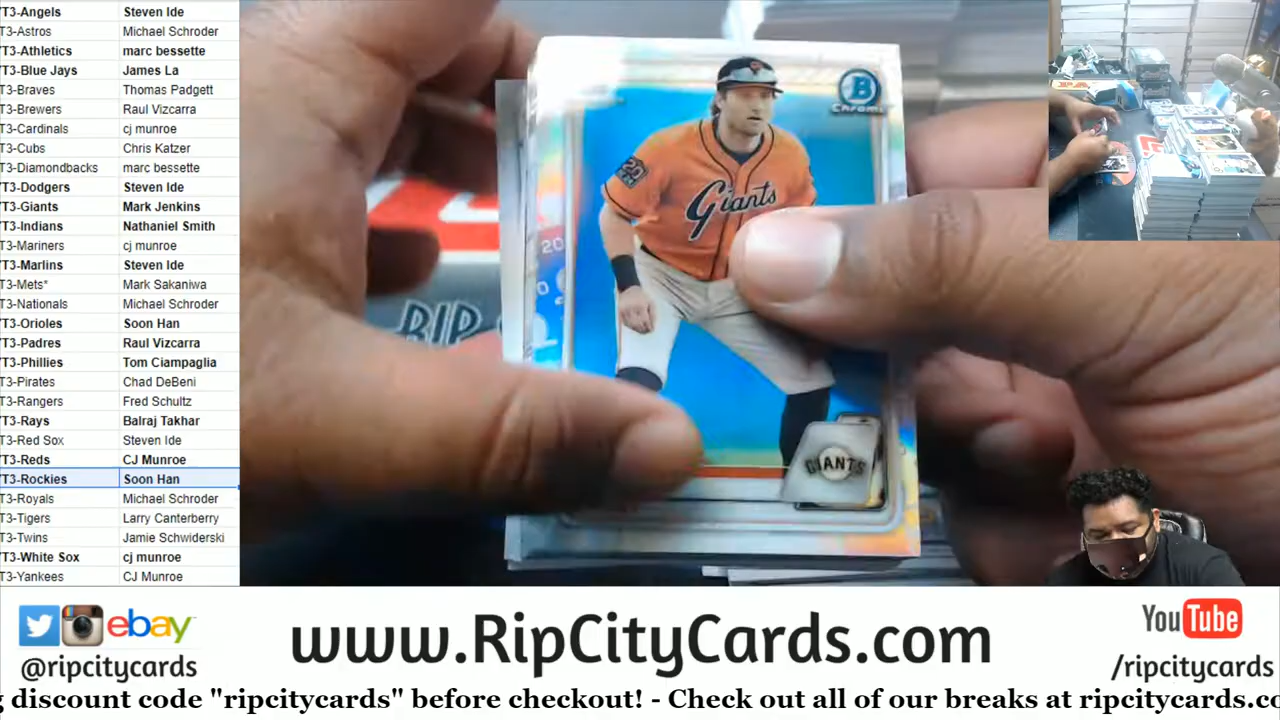 T3-Angels Steven Ide
T3-Astros Michael Schroder
T3-Athletics marc bessette
T3-Blue Jays James La
T3-Braves Thomas Padgett
T3-Brewers Raul Vizcarra
T3-Cardinals cj munroe
T3-Cubs Chris Katzer
T3-Diamondbacks marc bessette
T3-Dodgers Steven Ide
T3-Giants Mark Jenkins
T3-Indians Nathaniel Smith
T3-Mariners cj munroe
T3-Marlins Steven Ide
T3-Mets* Mark Sakaniwa
T3-Nationals Michael Schroder
T3-Orioles Soon Han
T3-Padres Raul Vizcarra
T3-Phillies Tom Ciampaglia
T3-Pirates Chad DeBeni
T3-Rangers Fred Schultz
T3-Rays Balraj Takhar
T3-Red Sox Steven Ide
T3-Reds CJ Munroe
T3-Rockies Soon Han
T3-Royals Michael Schroder
T3-Tigers Larry Canterberry
T3-Twins Jamie Schwiderski
T3-White Sox cj munroe
T3-Yankees CJ Munroe
B
CHROME
20
Giants
20
RIP
GIANTS
ebay
@ripcitycards
www.RipCityCards.com
YouTube
/ripcitycards
discount code "ripcitycards" before checkout! - Check out all of our breaks at ripcitycards.co